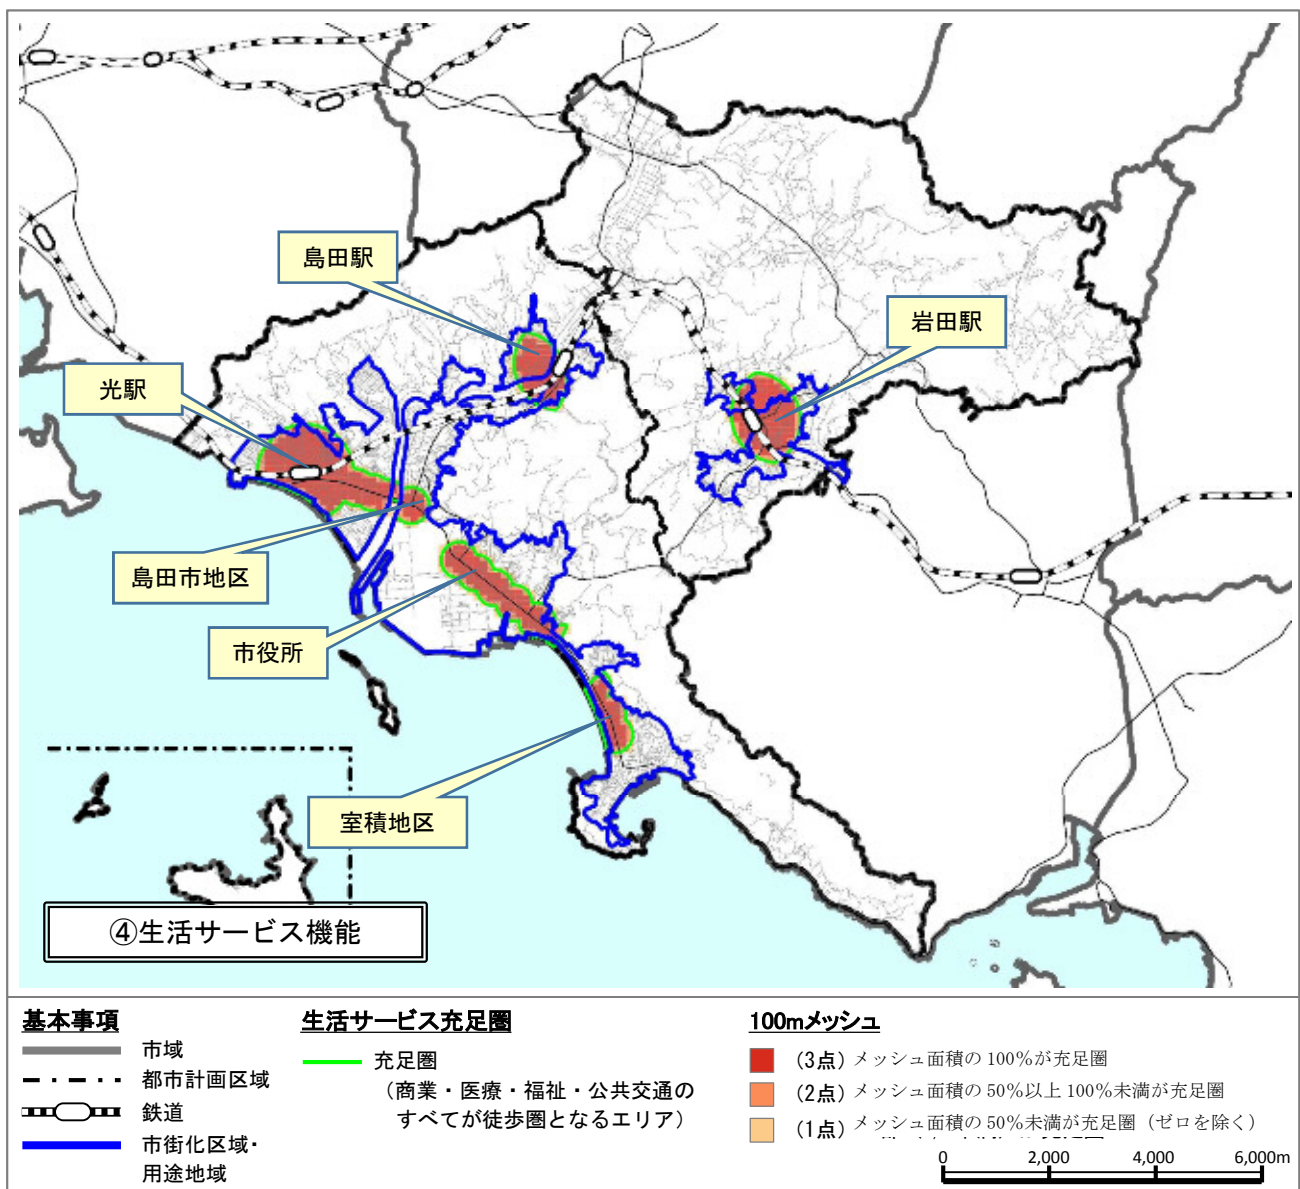 島田駅
岩田駅
光駅
島田市地区
市役所
室積地区
④生活サービス機能
基本事項
市域
都市計画区域
鉄道
市街化区域・
用途地域
生活サービス充足圏
充足圏
（商業・医療・福祉・公共交通の
すべてが徒歩圏となるエリア）
100mメッシュ
（3点）メッシュ面積の 100%が充足圏
（2点）メッシュ面積の 50%以上 100%未満が充足圏
（1点）メッシュ面積の 50%未満が充足圏（ゼロを除く）
0 2,000 4,000 6,000m